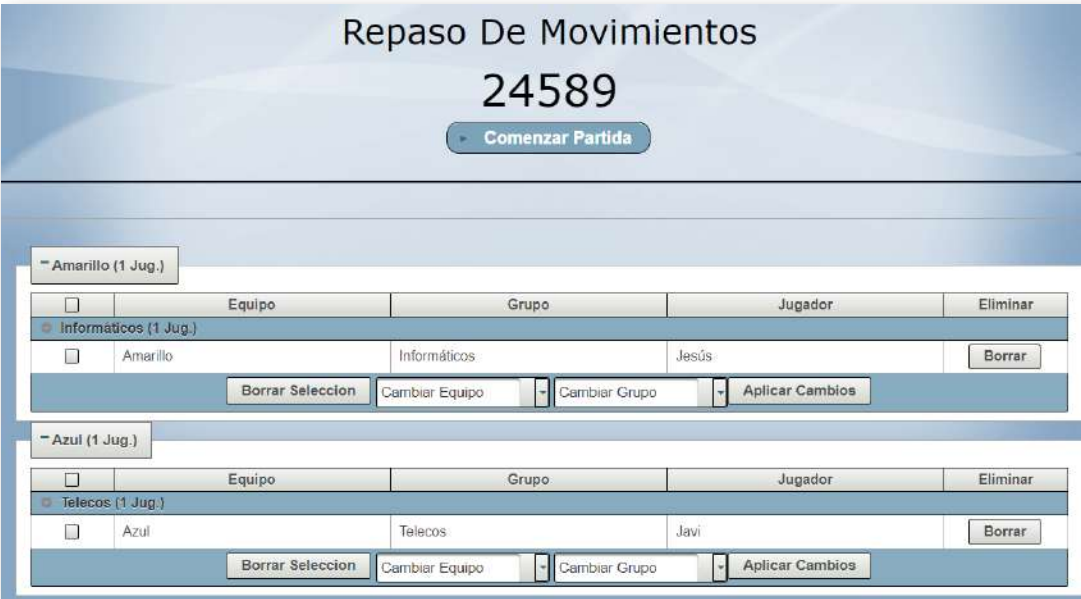 Repaso De Movimientos
24589
Comenzar Partida
Amarillo (1 Jug.)
Equipo Grupo Jugador Eliminar
Informáticos (1 Jug.)
Amarillo Informáticos Jesús Borrar
Borrar Seleccion Cambiar Equipo Cambiar Grupo Aplicar Cambios
Azul (1 Jug.)
Equipo Grupo Jugador Eliminar
Telecos (1 Jug.)
Azul Telecos Javi Borrar
Borrar Seleccion Cambiar Equipo Cambiar Grupo Aplicar Cambios